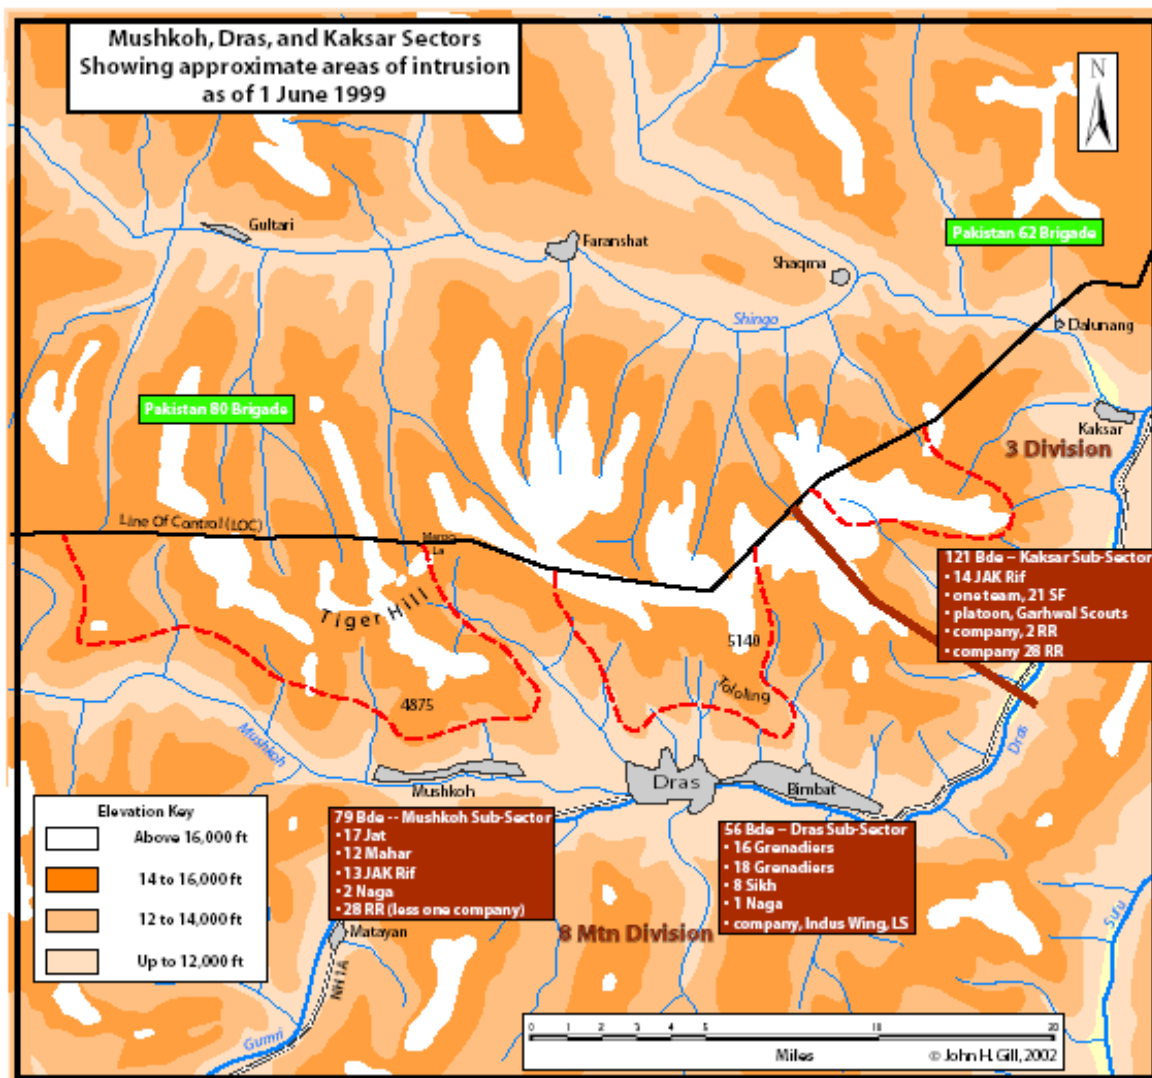 Mushkoh, Dras, and Kaksar Sectors
Showing approximate areas of intrusion
as of 1 June 1999
N
Gultari
Faranshat
Pakistan 62 Brigade
Shaqma
Shingo
Dalunang
Pakistan 80 Brigade
Kaksar
3 Division
Line Of Control (LOC)
La
Tiger Hill
121 Bde – Kaksar Sub-Sector
• 14 JAK Rif
• one team, 21 SF
• platoon, Garhwal Scouts
• company, 2 RR
• company 28 RR
5140
Tololing
4875
Mushkoh
Dras
Mushkoh
Dras
Bimbat
Elevation Key
Above 16,000 ft
14 to 16,000 ft
12 to 14,000 ft
Up to 12,000 ft
79 Bde -- Mushkoh Sub-Sector
• 17 Jat
• 12 Mahar
• 13 JAK Rif
• 2 Naga
• 28 RR (less one company)
56 Bde – Dras Sub-Sector
• 16 Grenadiers
• 18 Grenadiers
• 8 Sikh
• 1 Naga
• company, Indus Wing, LS
8 Mtn Division
Matayan
NH 1A
Gumri
Suru
0 1 2 3 4 5 10 20
Miles
© John H. Gill, 2002